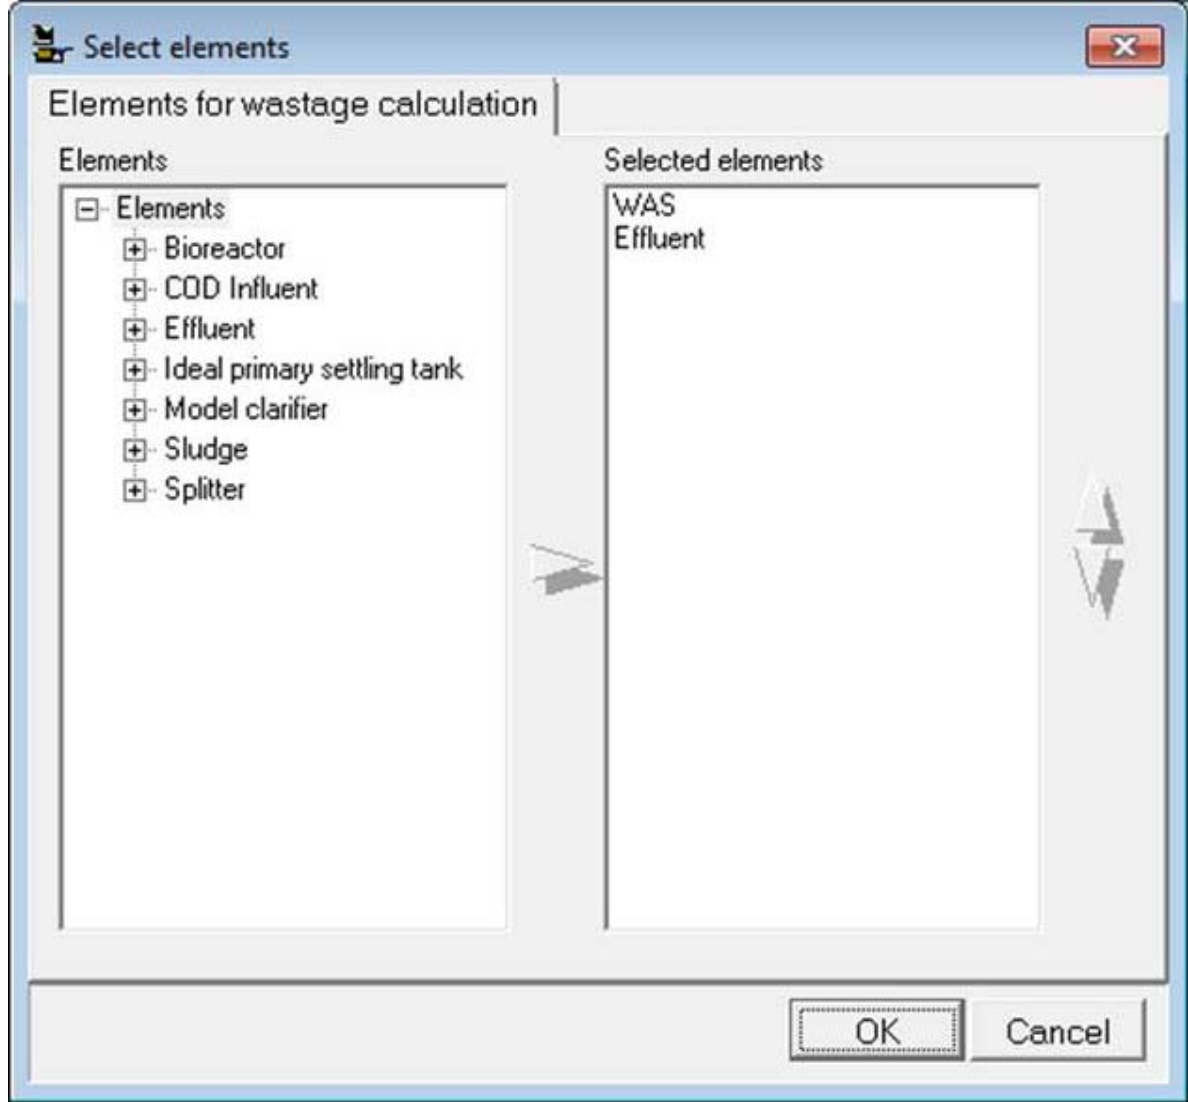 Select elements
Elements for wastage calculation
Elements
Selected elements
Elements
Bioreactor
COD Influent
Effluent
Ideal primary settling tank
Model clarifier
Sludge
Splitter
WAS
Effluent
OK
Cancel